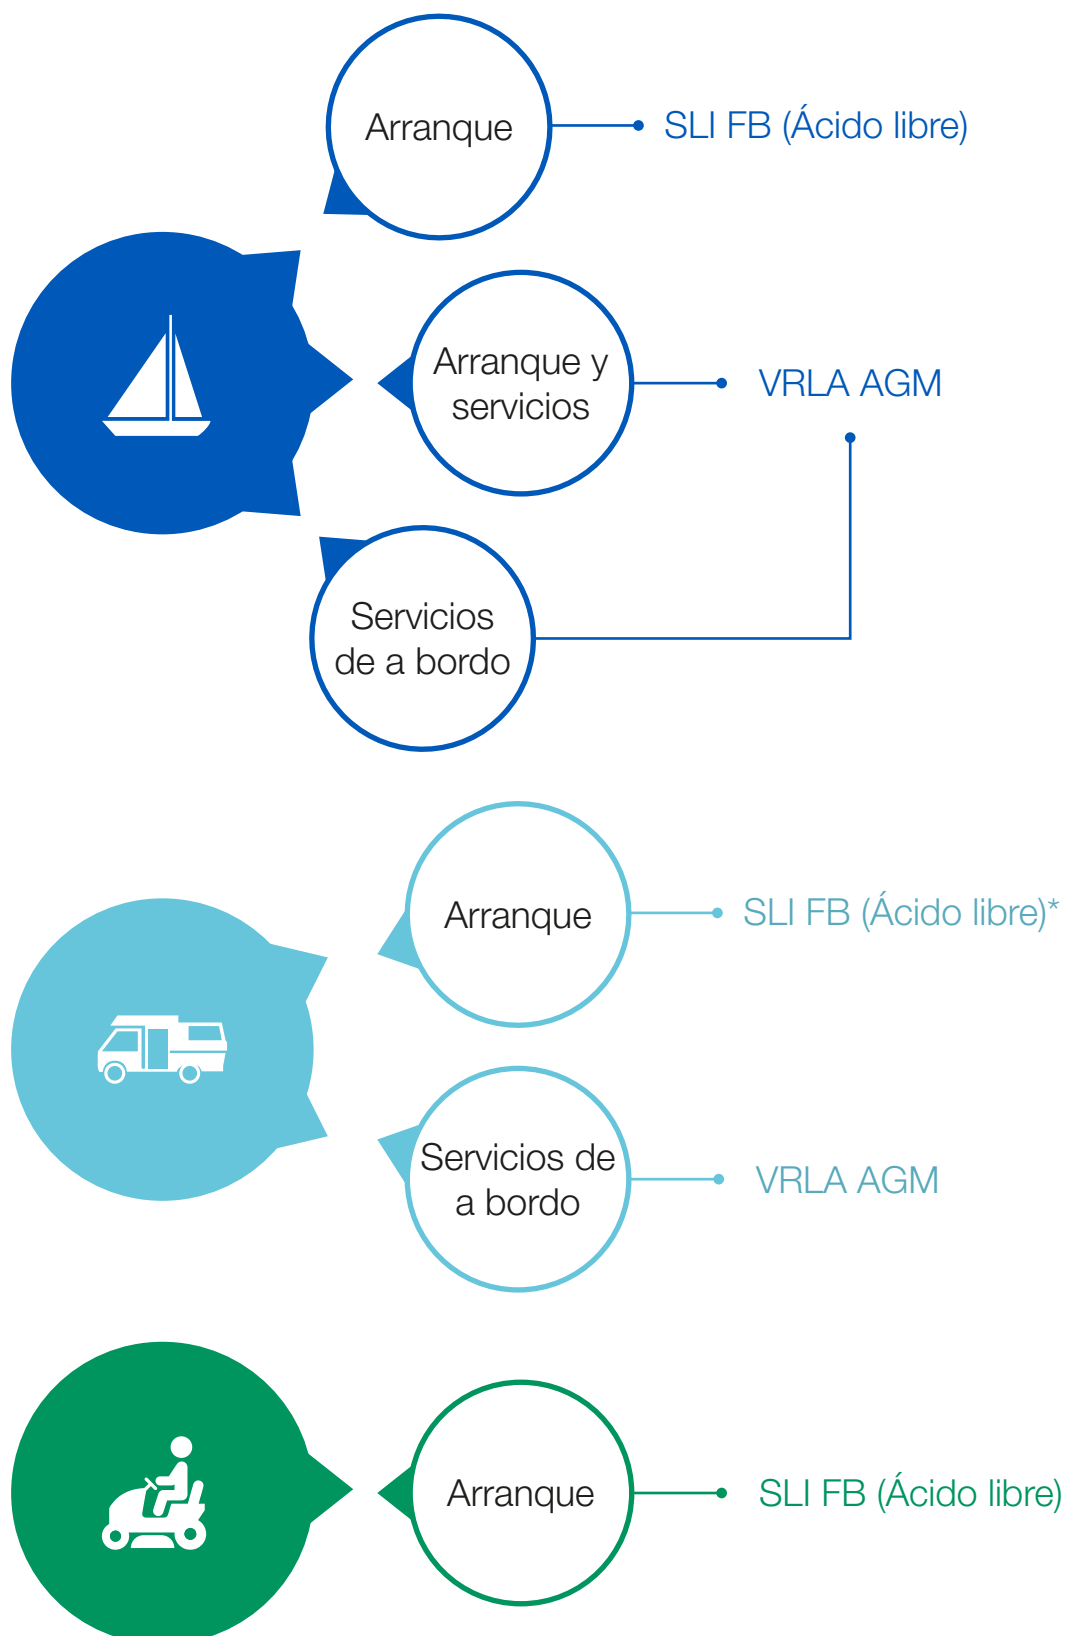 Arranque
SLI FB (Ácido libre)
Arranque y
servicios
VRLA AGM
Servicios
de a bordo
Arranque
SLI FB (Ácido libre)*
Servicios de
a bordo
VRLA AGM
Arranque
SLI FB (Ácido libre)